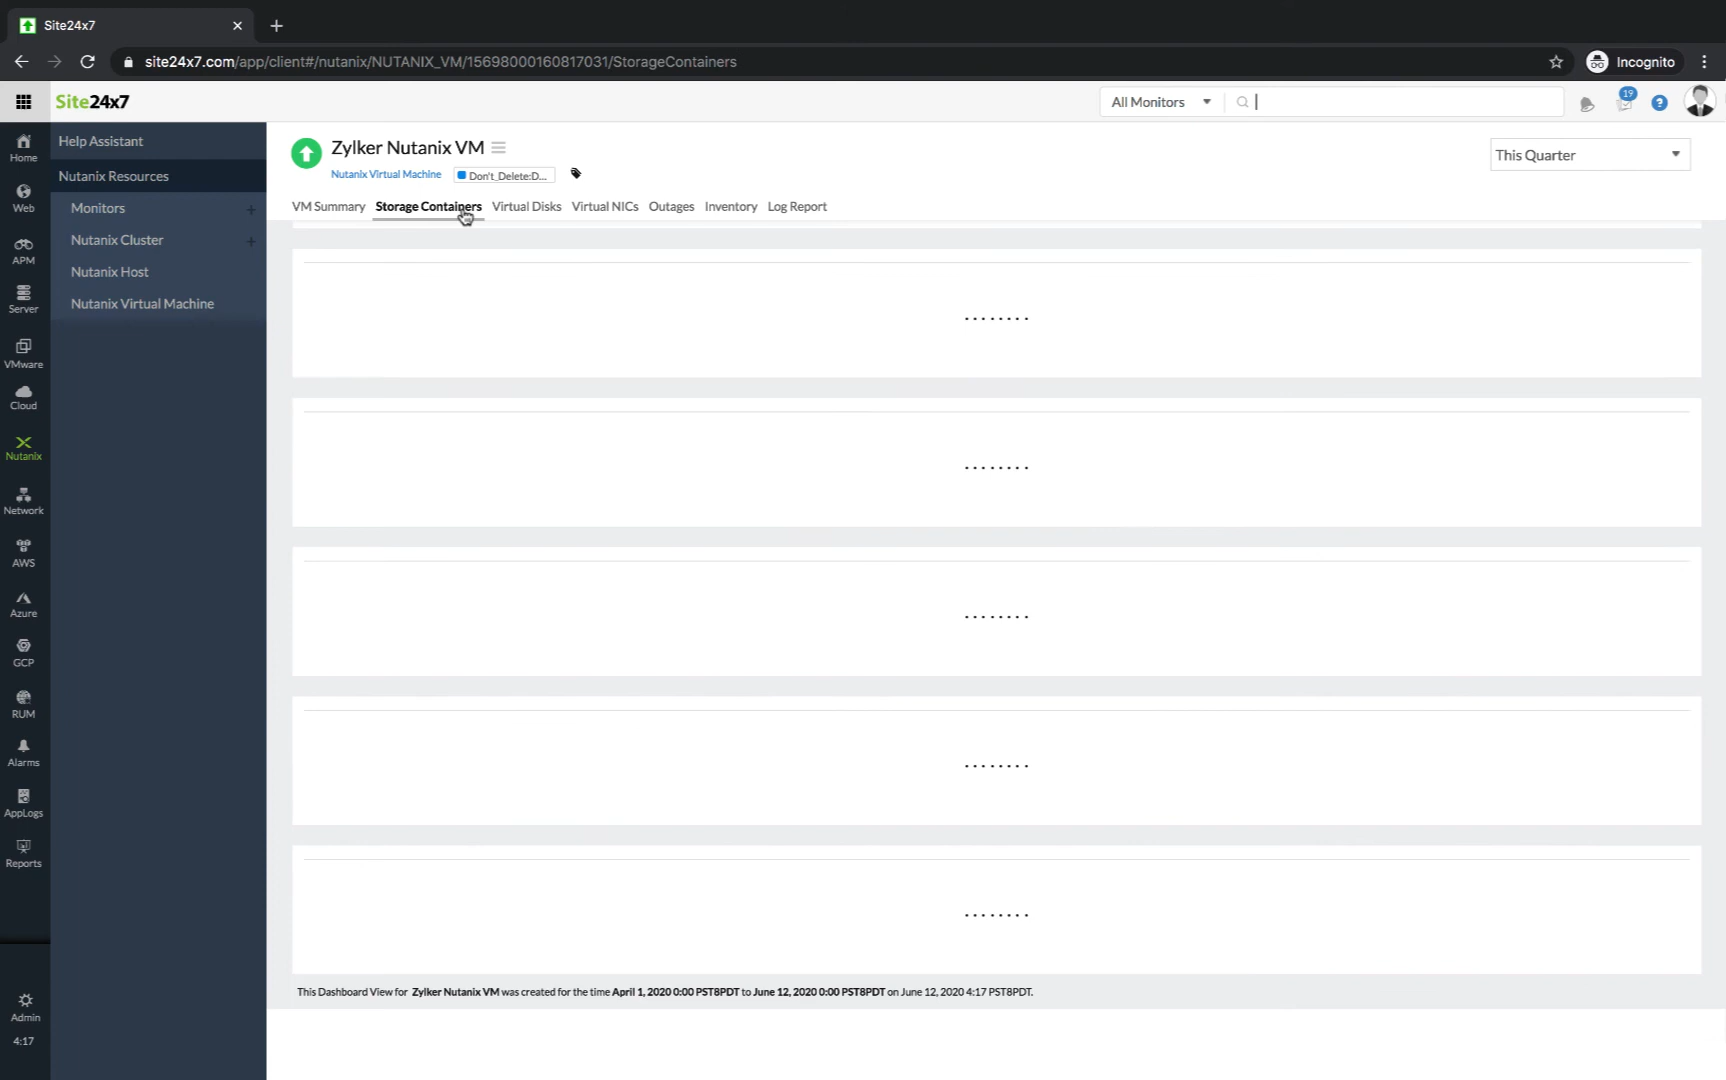 Site24x7
site24x7.com/app/client#/nutanix/NUTANIX_VM/15698000160817031/StorageContainers
Incognito
Site24x7
All Monitors
19
?
Home
Web
APM
Server
VMware
Cloud
Nutanix
Network
AWS
Azure
GCP
RUM
Alarms
AppLogs
Reports
Admin
4:17
Help Assistant
Nutanix Resources
Monitors
Nutanix Cluster
Nutanix Host
Nutanix Virtual Machine
Zylker Nutanix VM
Nutanix Virtual Machine
Don't_Delete:D...
This Quarter
VM Summary Storage Containers Virtual Disks Virtual NICs Outages Inventory Log Report
This Dashboard View for Zylker Nutanix VM was created for the time April 1, 2020 0:00 PST8PDT to June 12, 2020 0:00 PST8PDT on June 12, 2020 4:17 PST8PDT.